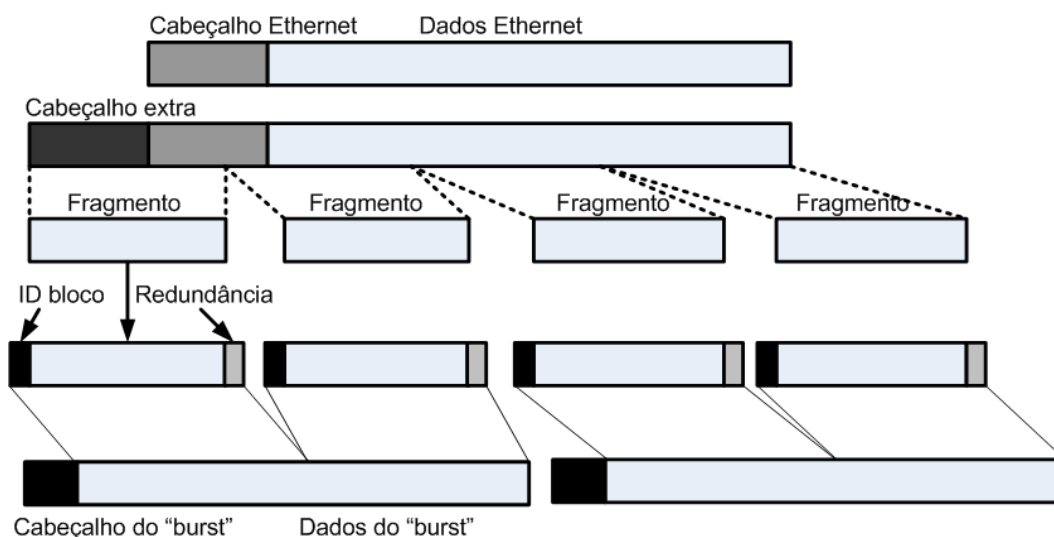 Cabeçalho Ethernet Dados Ethernet
Cabeçalho extra
Fragmento Fragmento Fragmento Fragmento
ID bloco Redundância
Cabeçalho do “burst” Dados do “burst”